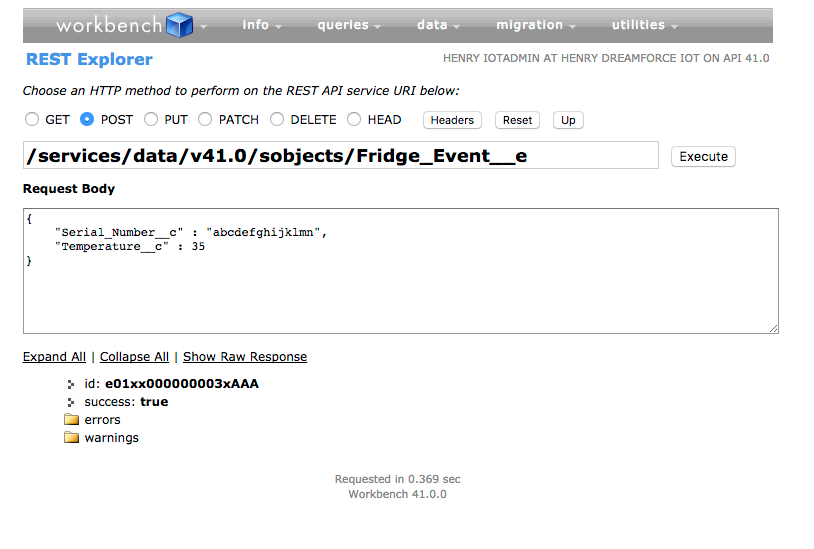 workbench info queries data migration utilities
REST Explorer HENRY IOTADMIN AT HENRY DREAMFORCE IOT ON API 41.0
Choose an HTTP method to perform on the REST API service URI below:
GET POST PUT PATCH DELETE HEAD Headers Reset Up
/services/data/v41.0/sobjects/Fridge_Event__e Execute
Request Body
{
"Serial_Number__c" : "abcdefghijklmn",
"Temperature__c" : 35
}
Expand All | Collapse All | Show Raw Response
id: e01xx000000003xAAA
success: true
errors
warnings
Requested in 0.369 sec
Workbench 41.0.0